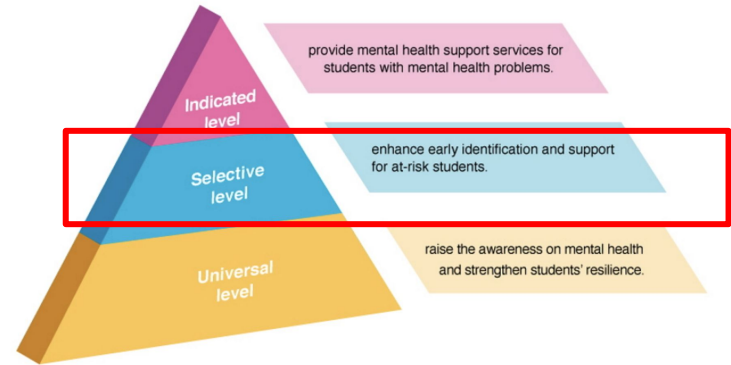 Indicated
level
provide mental health support services for
students with mental health problems.
Selective
level
enhance early identification and support
for at-risk students.
Universal
level
raise the awareness on mental health
and strengthen students' resilience.